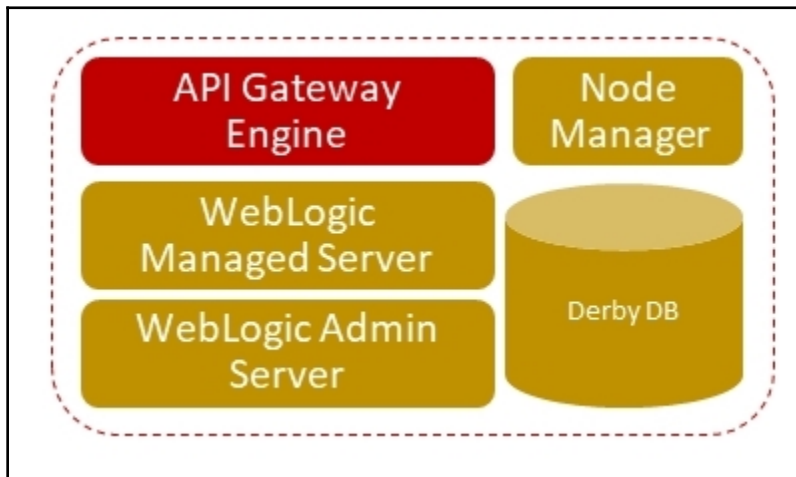 API Gateway
Engine
Node
Manager
WebLogic
Managed Server
WebLogic Admin
Server
Derby DB